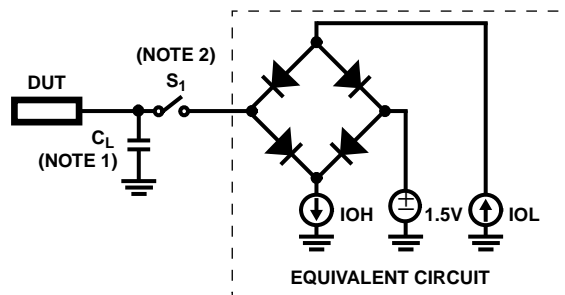 (NOTE 2)
DUT
S1
CL
(NOTE 1)
IOH
1.5V
IOL
EQUIVALENT CIRCUIT